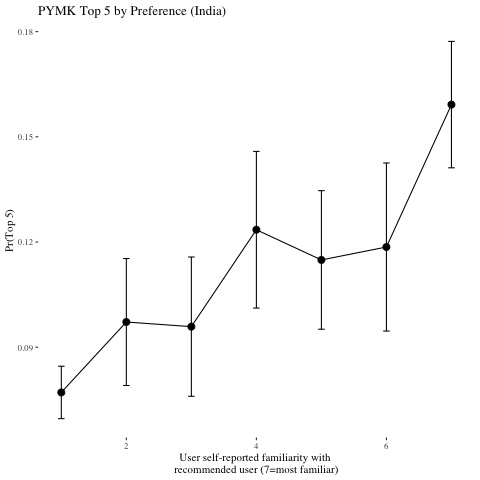 PYMK Top 5 by Preference (India)
0.18
0.15
0.12
0.09
Pr(Top 5)
2
4
6
User self-reported familiarity with
recommended user (7=most familiar)